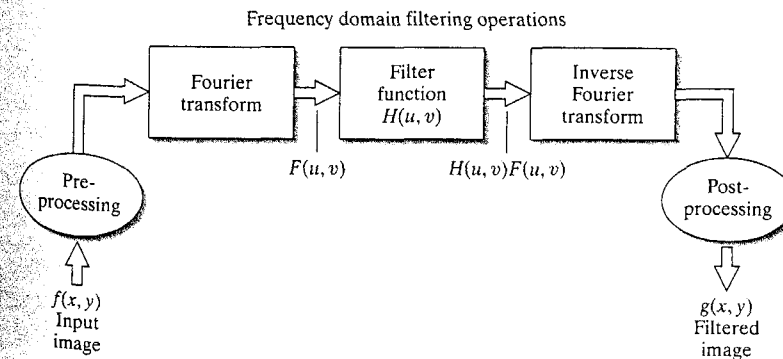 Frequency domain filtering operations
Fourier
transform
Filter
function
H(u, v)
Inverse
Fourier
transform
F(u, v)
H(u, v)F(u, v)
Pre-
processing
Post-
processing
f(x, y)
Input
image
g(x, y)
Filtered
image